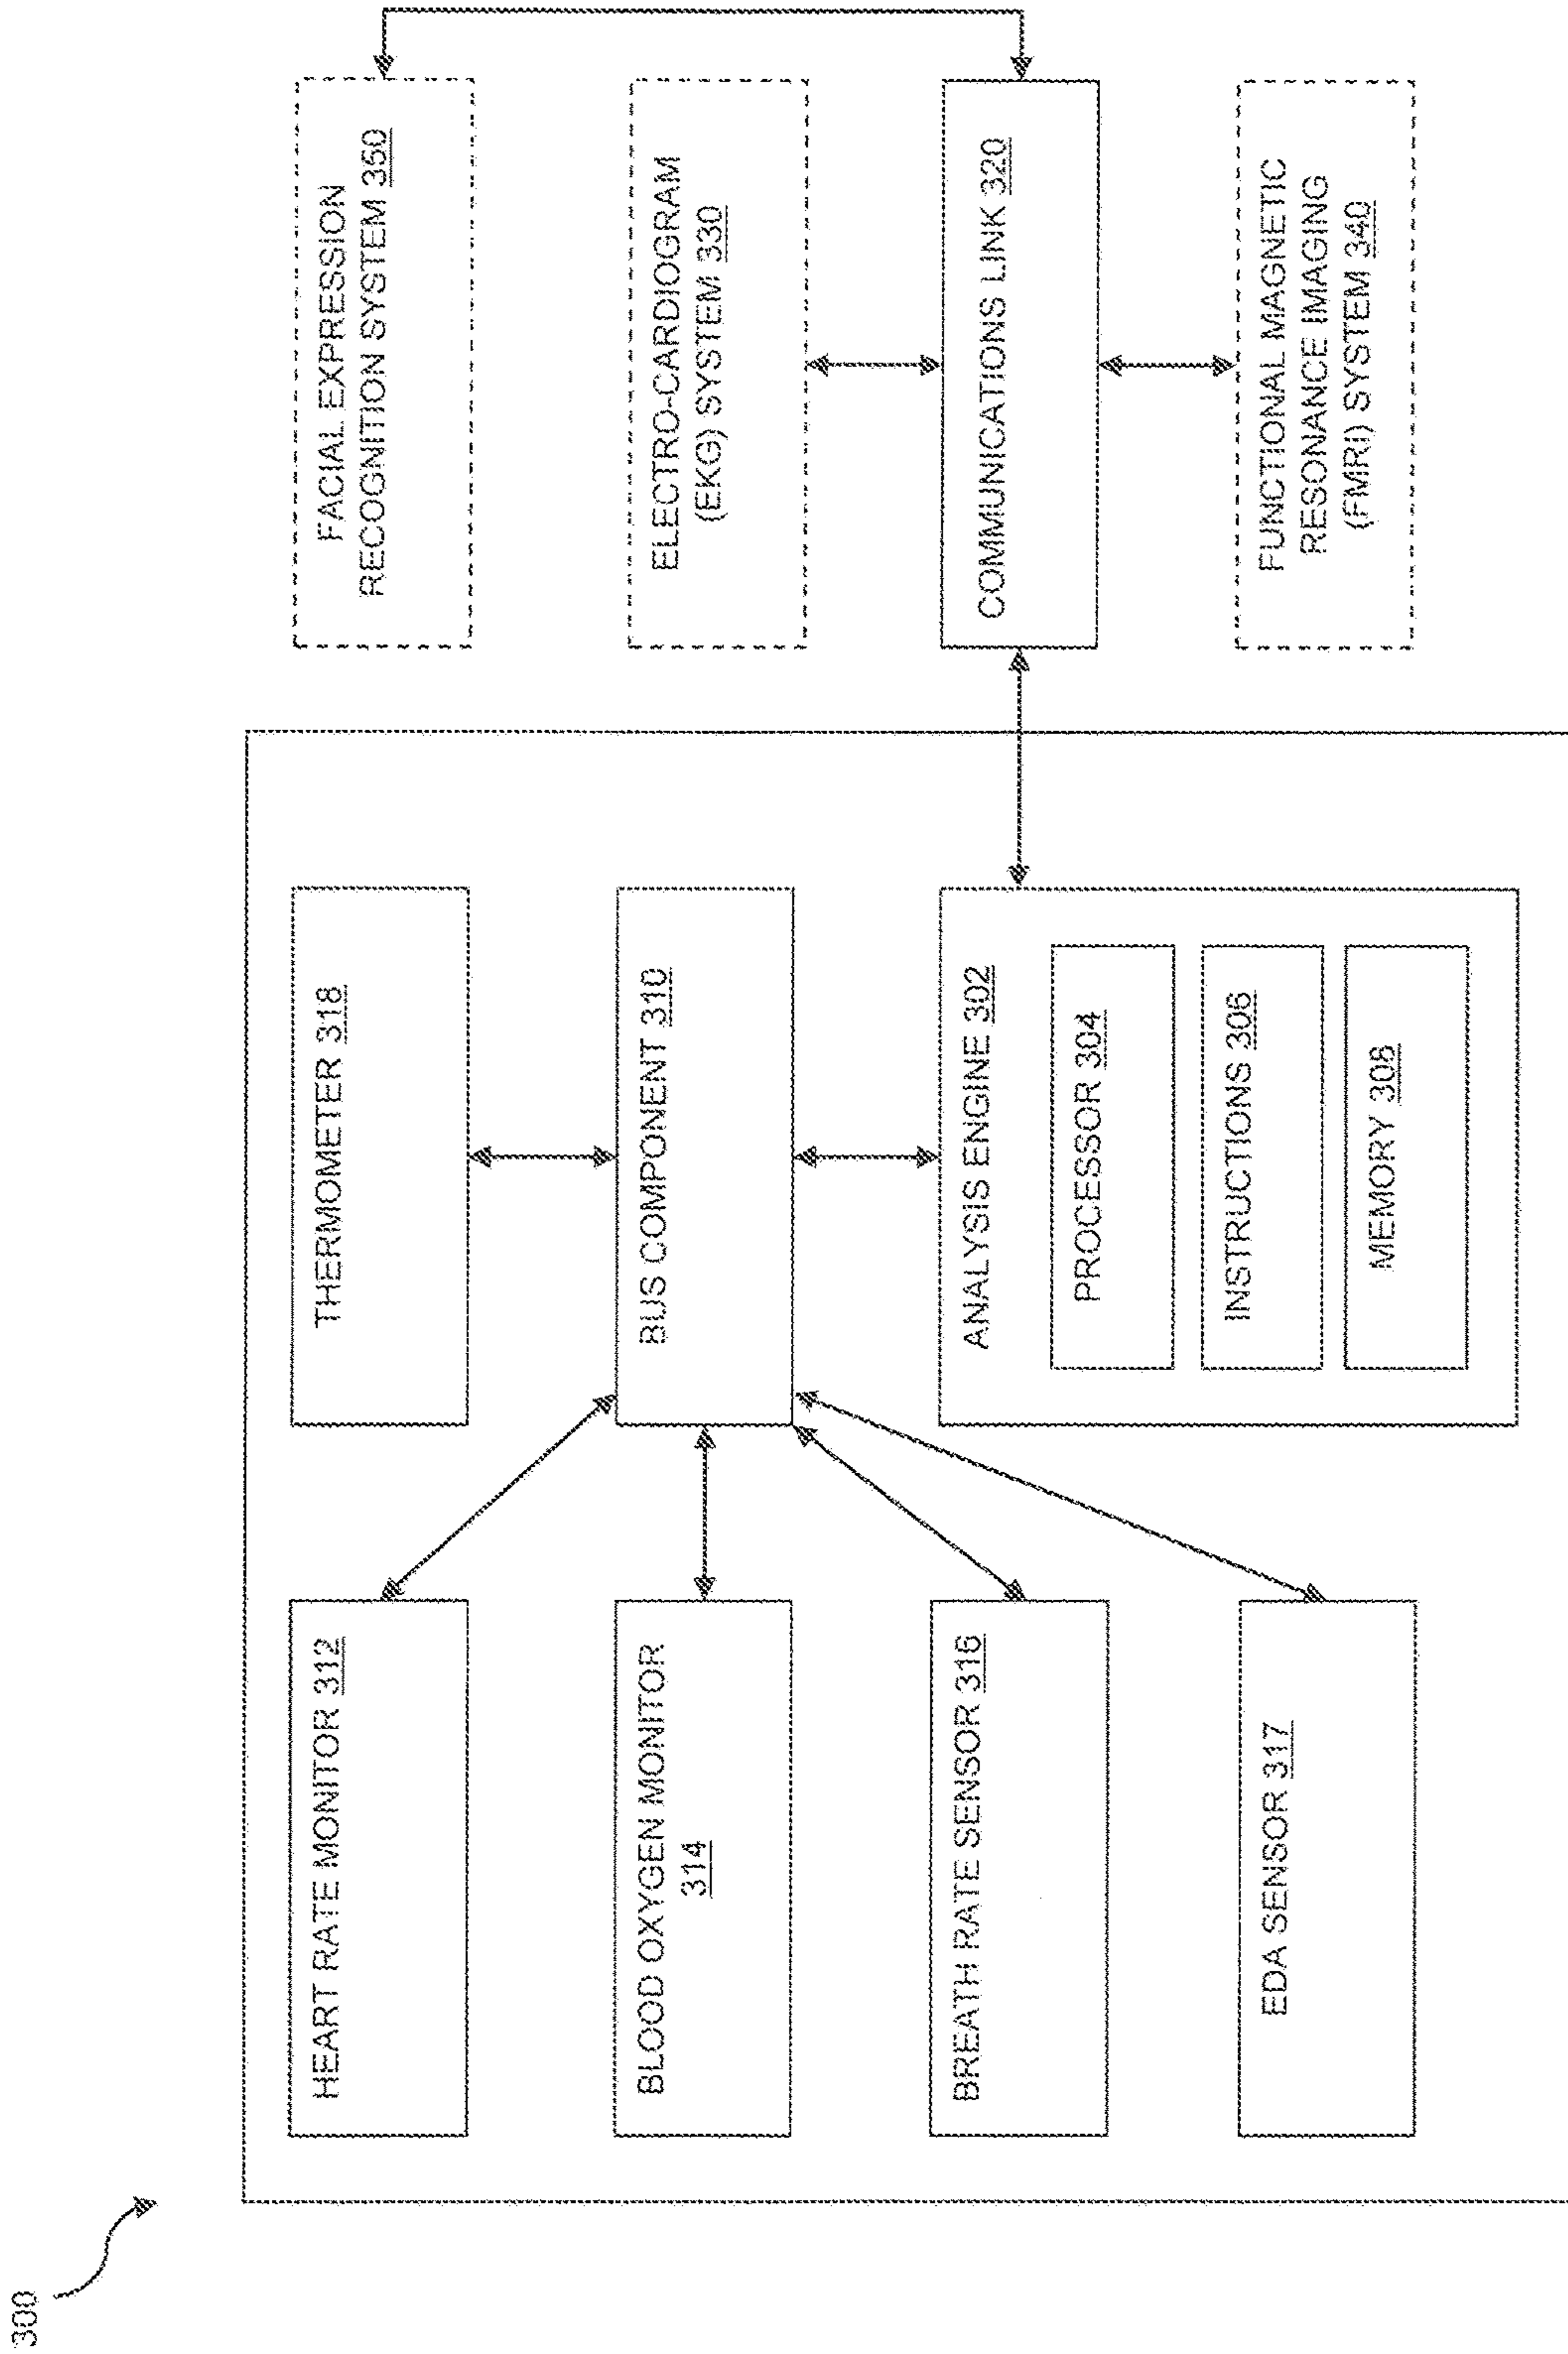 300
HEART RATE MONITOR 312
BLOOD OXYGEN MONITOR
314
BREATH RATE SENSOR 316
EDA SENSOR 317
THERMOMETER 318
BUS COMPONENT 310
ANALYSIS ENGINE 302
PROCESSOR 304
INSTRUCTIONS 306
MEMORY 308
FACIAL EXPRESSION
RECOGNITION SYSTEM 350
ELECTRO-CARDIOGRAM
(EKG) SYSTEM 330
COMMUNICATIONS LINK 320
FUNCTIONAL MAGNETIC
RESONANCE IMAGING
(FMRI) SYSTEM 340